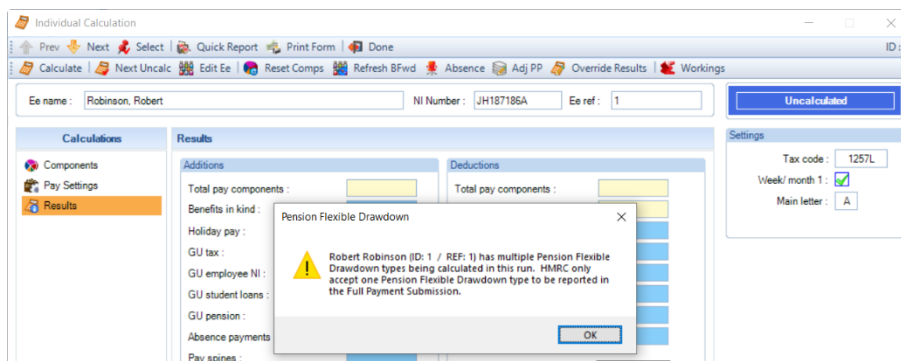 Individual Calculation
Prev Next Select Quick Report Print Form Done ID:
Calculate Next Uncalc Edit Ee Reset Comps Refresh BFwd Absence Adj PP Override Results Workings
Ee name : Robinson, Robert NI Number : JH187186A Ee ref : 1 Uncalculated
Calculations Results Settings
Components Additions Deductions Tax code : 1257L
Pay Settings Total pay components : Total pay components : Week/ month 1 :
Results Benefits in kind : Main letter : A
Pension Flexible Drawdown
Holiday pay :
GU tax :
GU employee NI :
GU student loans :
GU pension :
Absence payments
Pay spines :
Robert Robinson (ID: 1 / REF: 1) has multiple Pension Flexible
Drawdown types being calculated in this run. HMRC only
accept one Pension Flexible Drawdown type to be reported in
the Full Payment Submission.
OK